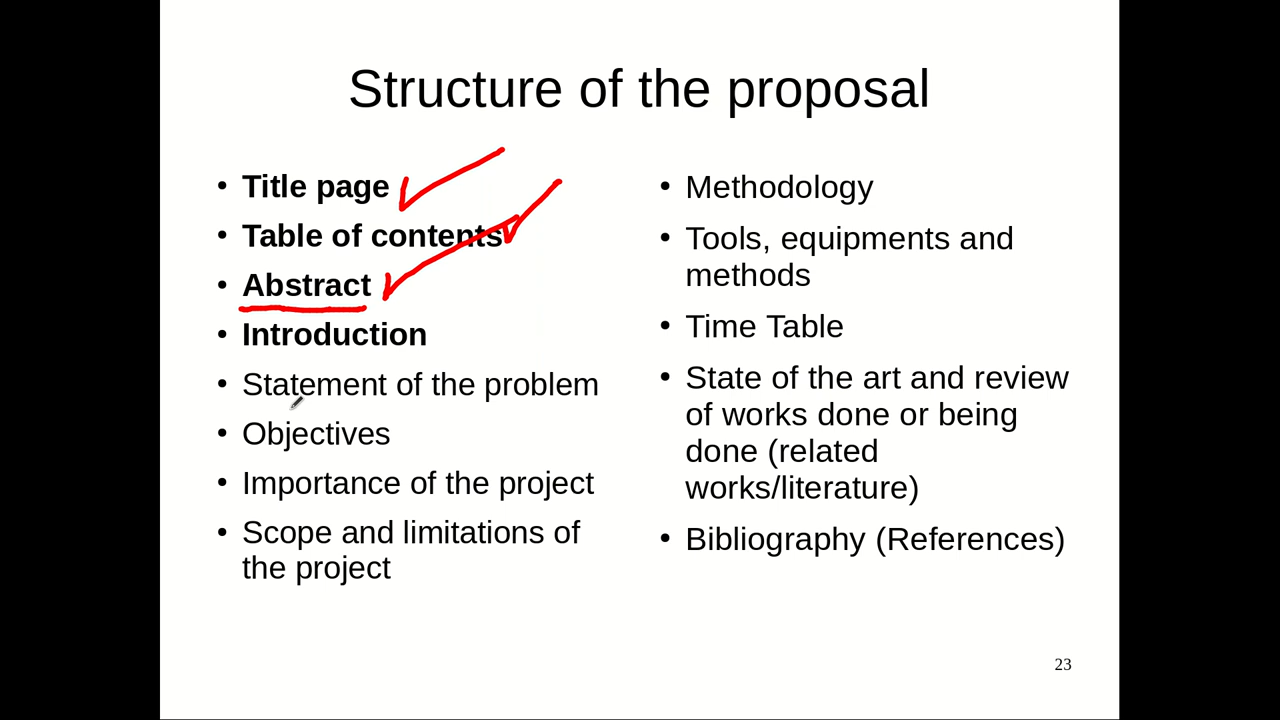 Structure of the proposal
• Title page
• Table of contents
• Abstract
• Introduction
• Statement of the problem
• Objectives
• Importance of the project
• Scope and limitations of
the project
• Methodology
• Tools, equipments and
methods
• Time Table
• State of the art and review
of works done or being
done (related
works/literature)
• Bibliography (References)
23